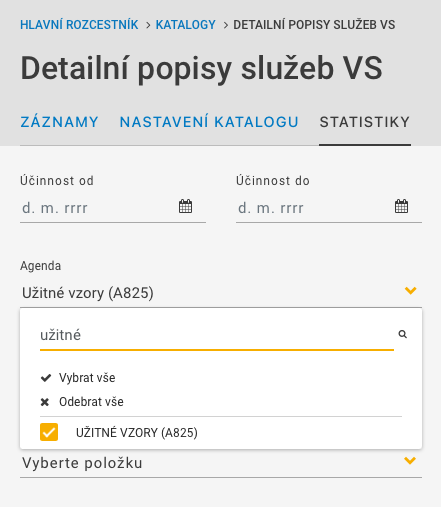 HLAVNÍ ROZCESTNÍK > KATALOGY > DETAILNÍ POPISY SLUŽEB VS
Detailní popisy služeb VS
ZÁZNAMY NASTAVENÍ KATALOGU STATISTIKY
Účinnost od Účinnost do
d. m. rrrr d. m. rrrr
Agenda
Užitné vzory (A825)
užitné
Vybrat vše
Odebrat vše
UŽITNÉ VZORY (A825)
Vyberte položku